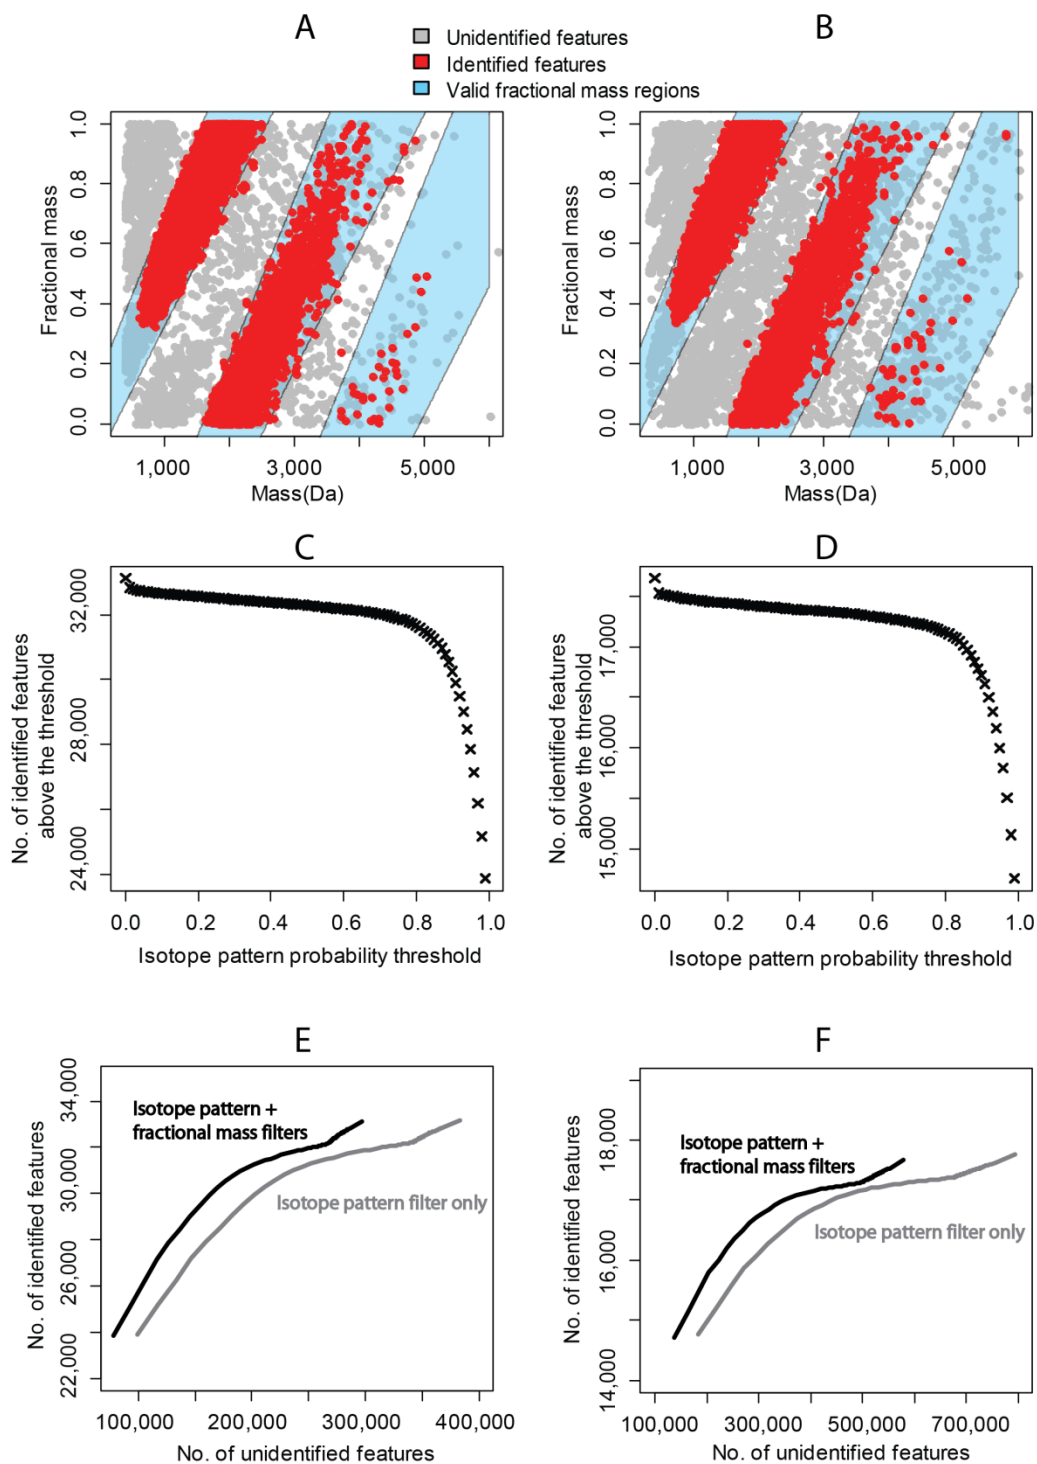 A
B
Unidentified features
Identified features
Valid fractional mass regions
Fractional mass
1.0
0.8
0.6
0.4
0.2
0.0
1,000
3,000
5,000
Mass(Da)
Fractional mass
1.0
0.8
0.6
0.4
0.2
0.0
1,000
3,000
5,000
Mass(Da)
C
No. of identified features
above the threshold
32,000
28,000
24,000
0.0
0.2
0.4
0.6
0.8
1.0
Isotope pattern probability threshold
D
No. of identified features
above the threshold
17,000
16,000
15,000
0.0
0.2
0.4
0.6
0.8
1.0
Isotope pattern probability threshold
E
No. of identified features
34,000
30,000
26,000
22,000
Isotope pattern +
fractional mass filters
Isotope pattern filter only
100,000
200,000
300,000
400,000
No. of unidentified features
F
No. of identified features
18,000
16,000
14,000
Isotope pattern +
fractional mass filters
Isotope pattern filter only
100,000
300,000
500,000
700,000
No. of unidentified features